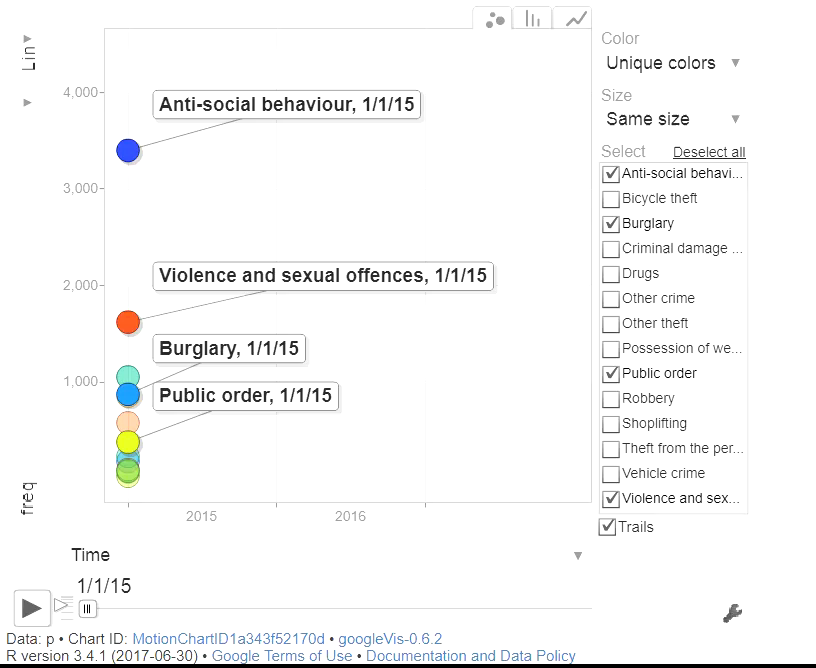 Color
Lin
Unique colors
Size
4,000
Anti-social behaviour, 1/1/15
Same size
Select Deselect all
Anti-social behavi...
3,000
Bicycle theft
Burglary
Criminal damage ...
2,000
Violence and sexual offences, 1/1/15
Drugs
Other crime
Other theft
Burglary, 1/1/15
Possession of we...
1,000
Public order, 1/1/15
Public order
Robbery
Shoplifting
Theft from the per...
Vehicle crime
freq
Violence and sex...
2015 2016
Trails
Time
1/1/15
Data: p • Chart ID: MotionChartID1a343f52170d • googleVis-0.6.2
R version 3.4.1 (2017-06-30) • Google Terms of Use • Documentation and Data Policy